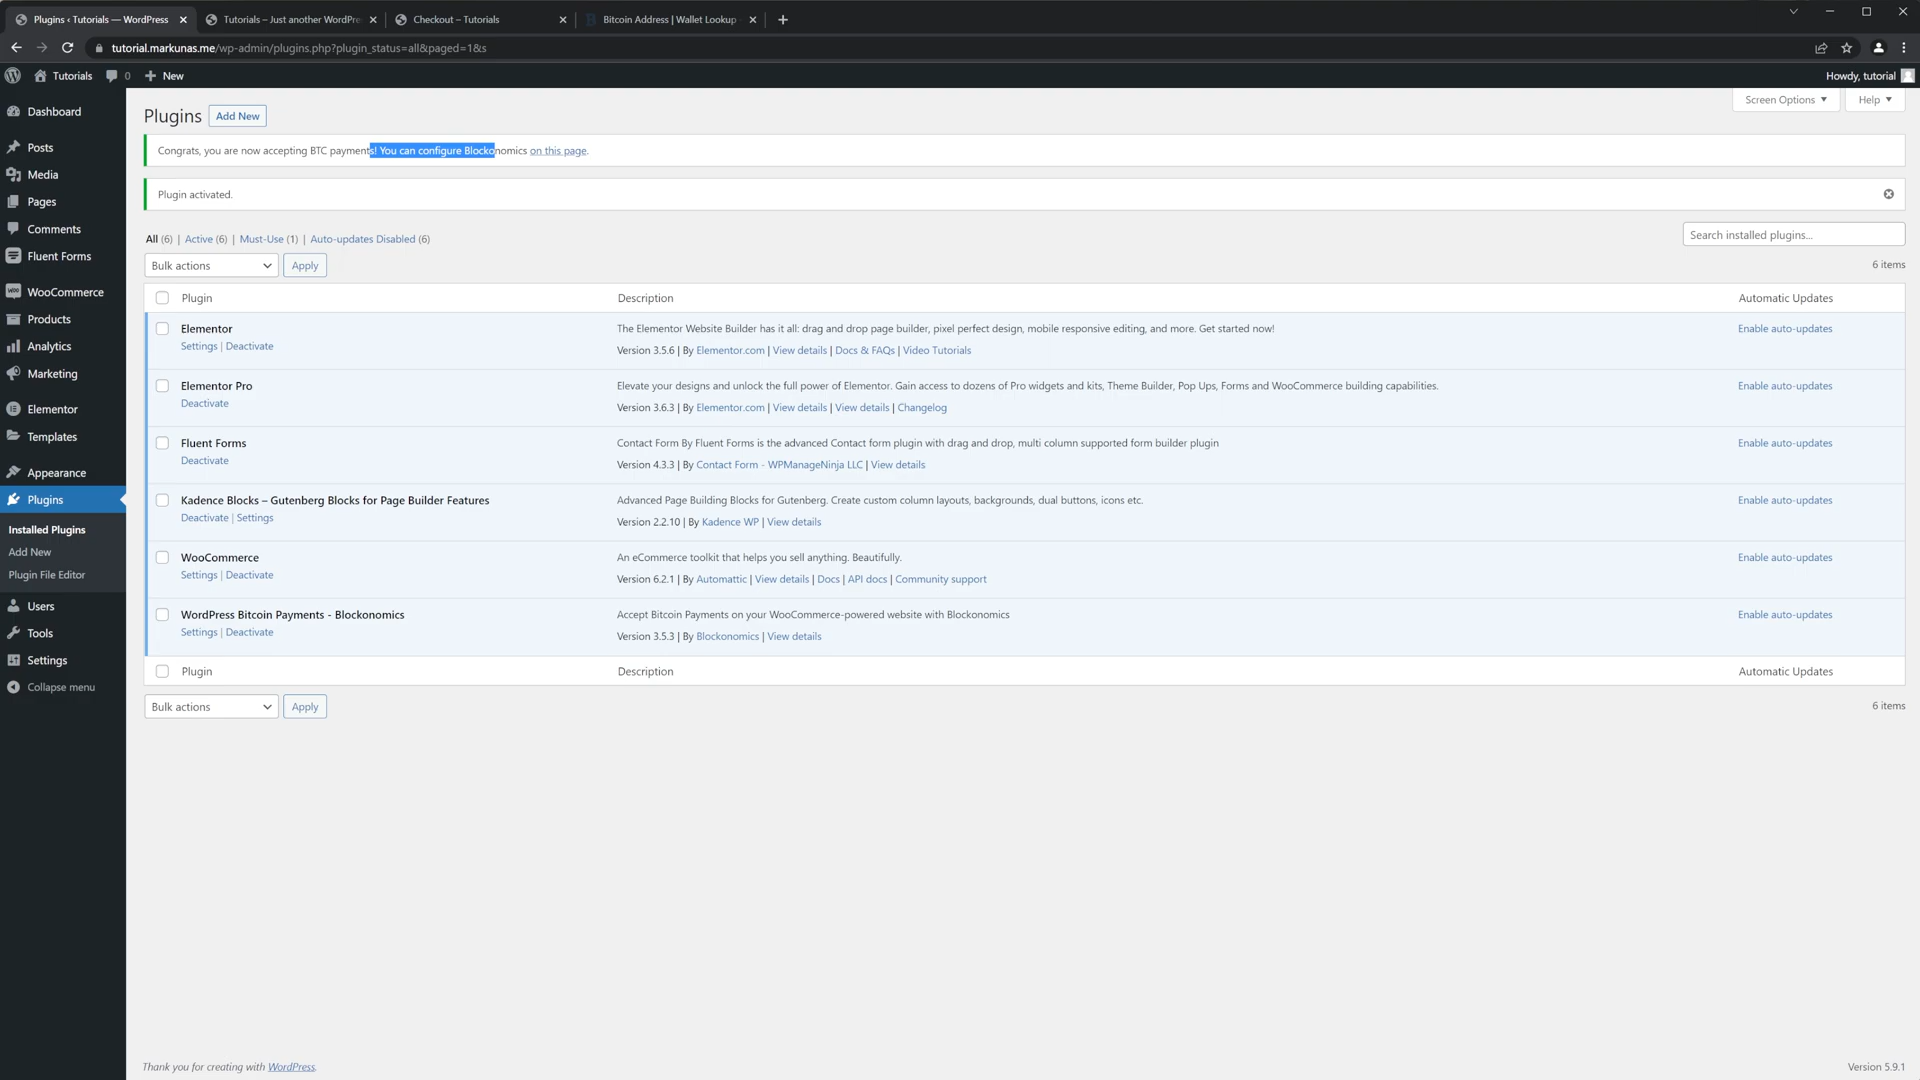 Plugins ‹ Tutorials — WordPress
Tutorials – Just another WordPre
Checkout – Tutorials
Bitcoin Address | Wallet Lookup
tutorial.markunas.me/wp-admin/plugins.php?plugin_status=all&paged=1&s
Tutorials
0
New
Howdy, tutorial
Dashboard
Posts
Media
Pages
Comments
Fluent Forms
WooCommerce
Products
Analytics
Marketing
Elementor
Templates
Appearance
Plugins
Installed Plugins
Add New
Plugin File Editor
Users
Tools
Settings
Collapse menu
Screen Options
Help
Plugins
Add New
Congrats, you are now accepting BTC payments! You can configure Blockonomics on this page.
Plugin activated.
All (6) | Active (6) | Must-Use (1) | Auto-updates Disabled (6)
Search installed plugins...
Bulk actions
Apply
6 items
Plugin
Description
Automatic Updates
Elementor
Settings | Deactivate
The Elementor Website Builder has it all: drag and drop page builder, pixel perfect design, mobile responsive editing, and more. Get started now!
Version 3.5.6 | By Elementor.com | View details | Docs & FAQs | Video Tutorials
Enable auto-updates
Elementor Pro
Deactivate
Elevate your designs and unlock the full power of Elementor. Gain access to dozens of Pro widgets and kits, Theme Builder, Pop Ups, Forms and WooCommerce building capabilities.
Version 3.6.3 | By Elementor.com | View details | View details | Changelog
Enable auto-updates
Fluent Forms
Deactivate
Contact Form By Fluent Forms is the advanced Contact form plugin with drag and drop, multi column supported form builder plugin
Version 4.3.3 | By Contact Form - WPManageNinja LLC | View details
Enable auto-updates
Kadence Blocks – Gutenberg Blocks for Page Builder Features
Deactivate | Settings
Advanced Page Building Blocks for Gutenberg. Create custom column layouts, backgrounds, dual buttons, icons etc.
Version 2.2.10 | By Kadence WP | View details
Enable auto-updates
WooCommerce
Settings | Deactivate
An eCommerce toolkit that helps you sell anything. Beautifully.
Version 6.2.1 | By Automattic | View details | Docs | API docs | Community support
Enable auto-updates
WordPress Bitcoin Payments - Blockonomics
Settings | Deactivate
Accept Bitcoin Payments on your WooCommerce-powered website with Blockonomics
Version 3.5.3 | By Blockonomics | View details
Enable auto-updates
Plugin
Description
Automatic Updates
Bulk actions
Apply
6 items
Thank you for creating with WordPress.
Version 5.9.1